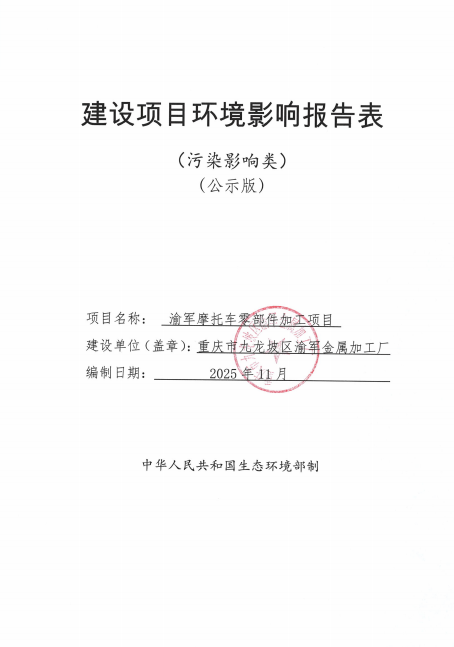 建设项目环境影响报告表
（污染影响类）
（公示版）
项目名称： 渝军摩托车零部件加工项目
建设单位（盖章）：重庆市九龙坡区渝军金属加工厂
编制日期： 2025年11月
中华人民共和国生态环境部制